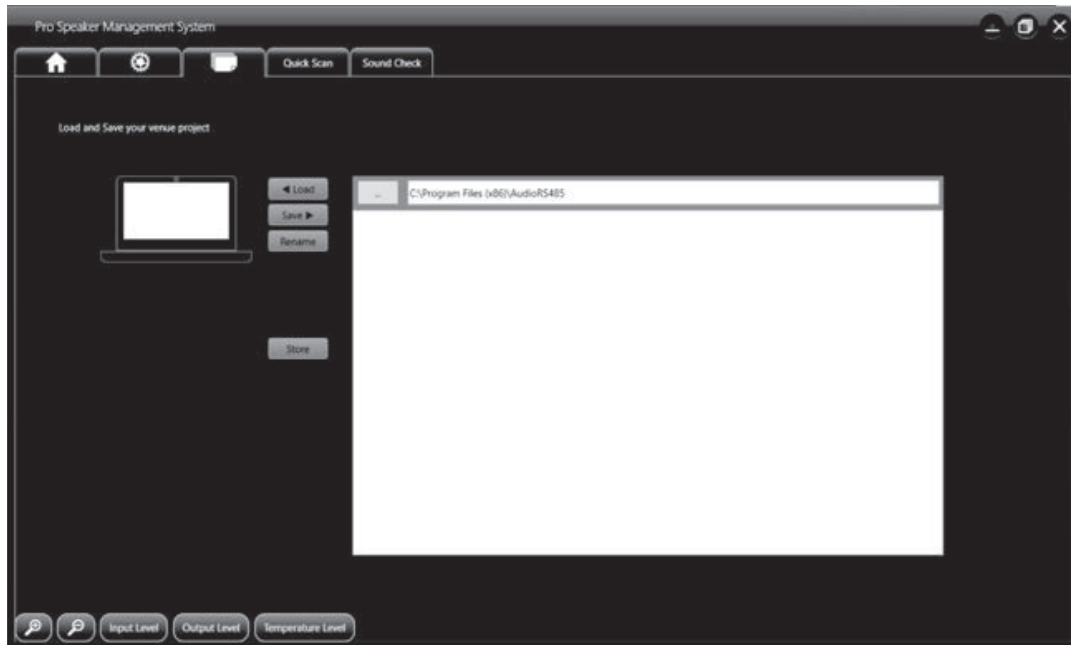 Pro Speaker Management System
Quick Scan
Sound Check
Load and Save your venue project
◀ Load
... C:\Program Files (x86)\AudioRS485
Save ▶
Rename
Store
Input Level
Output Level
Temperature Level